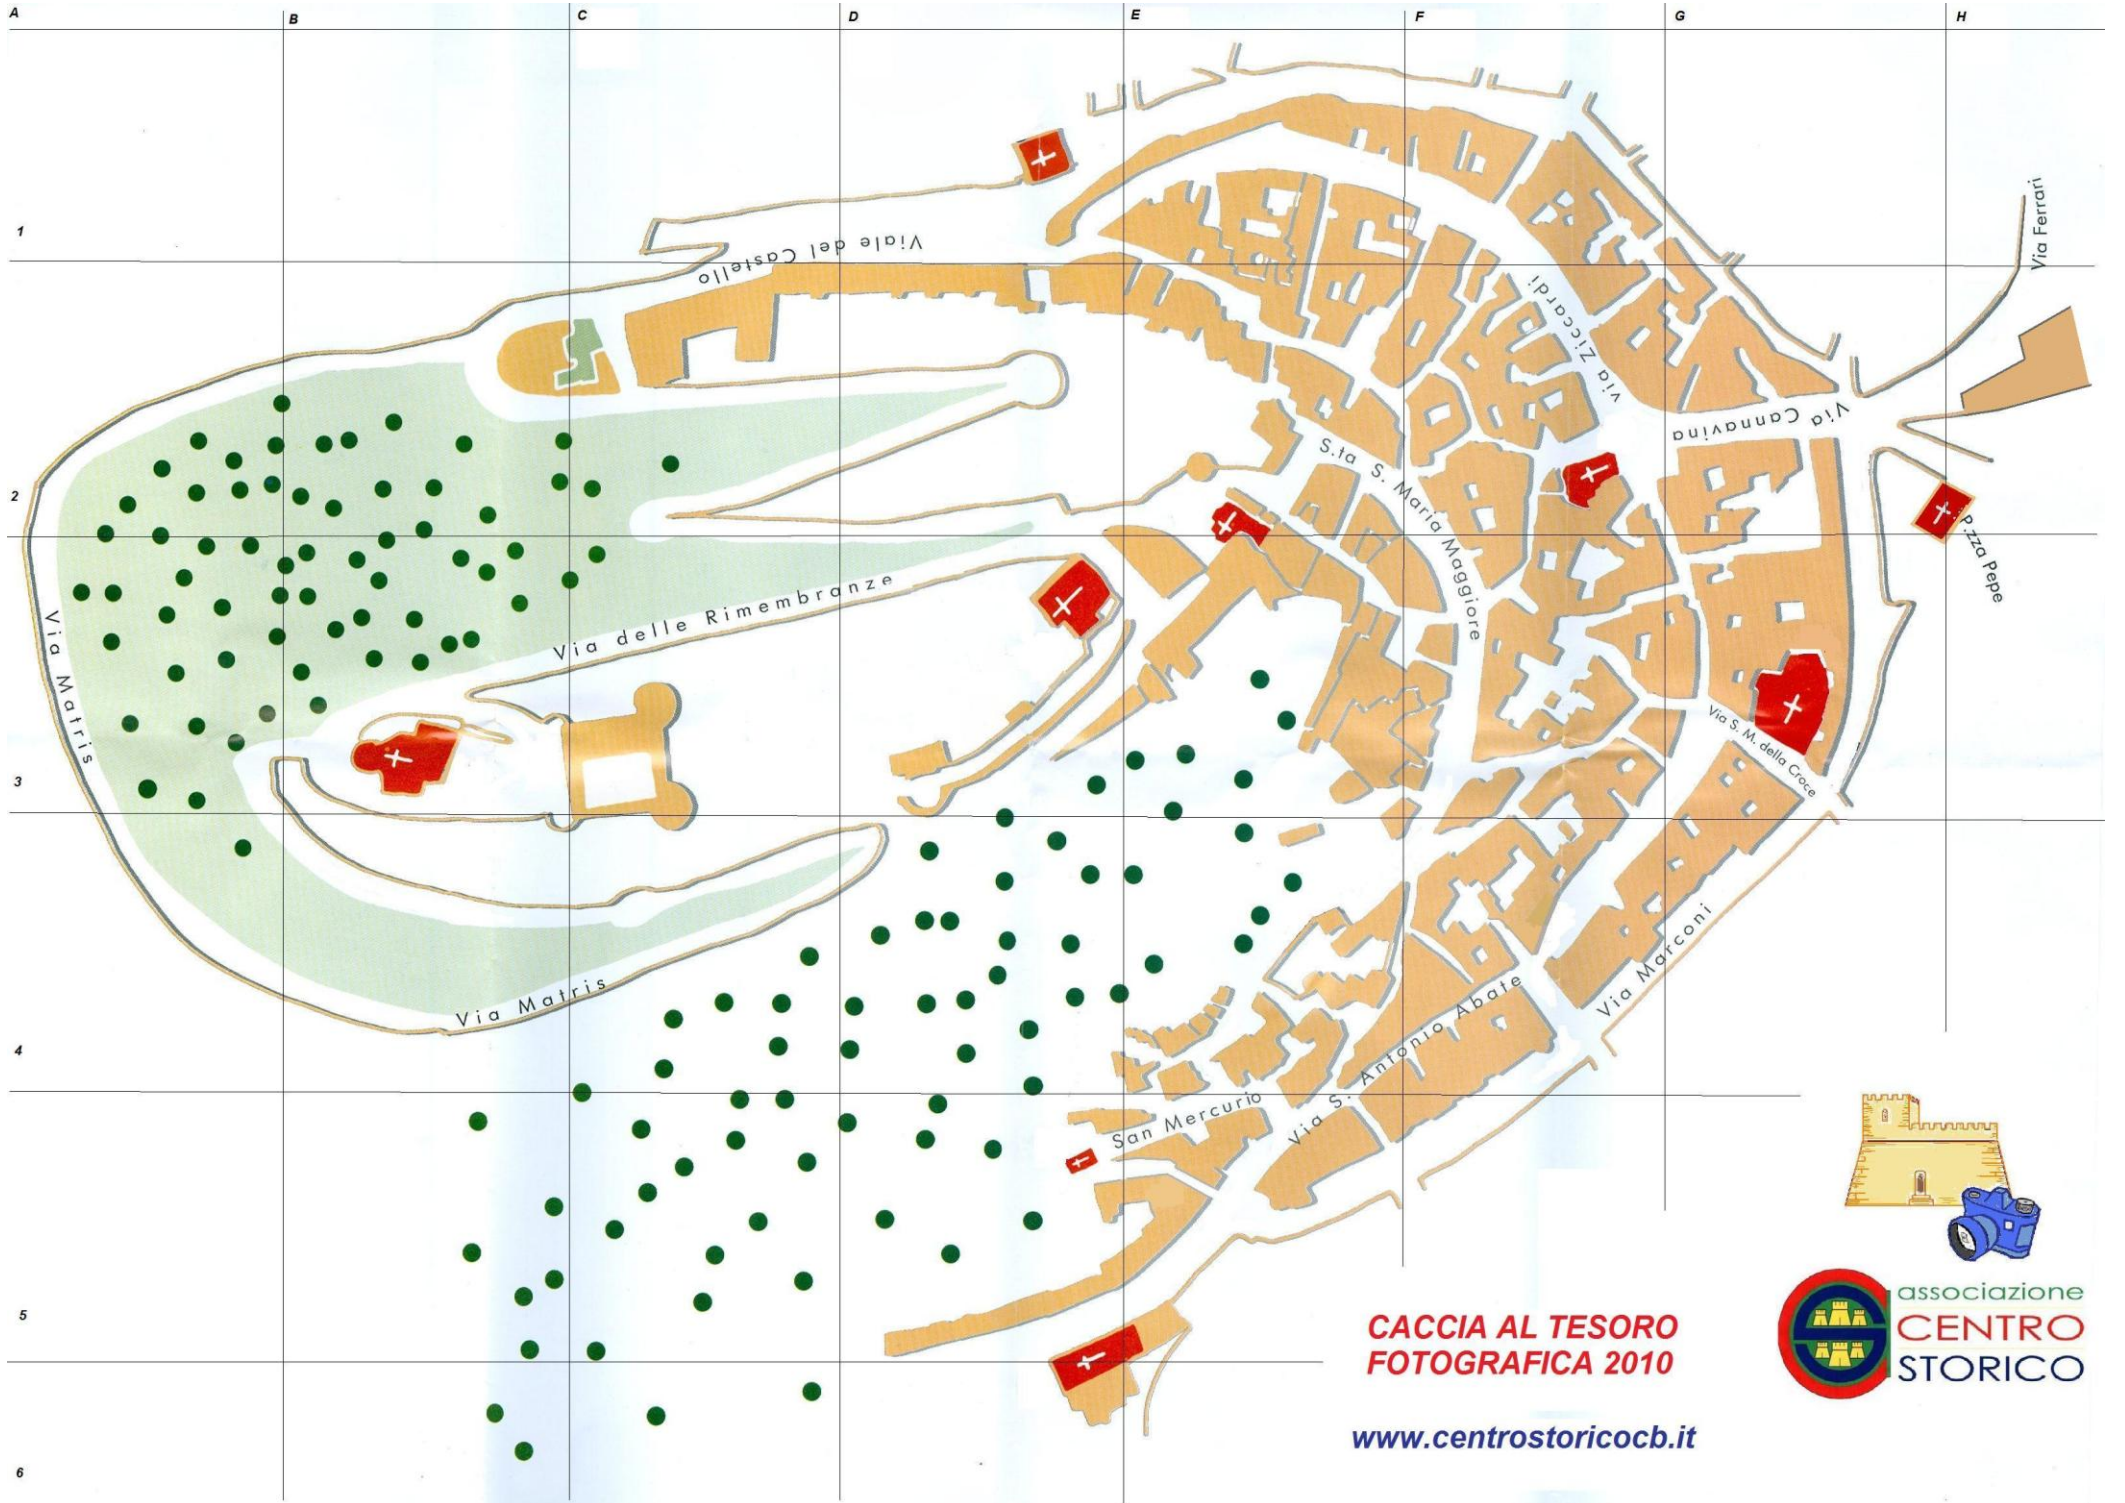 A B C D E F G H
1
Viale del Castello
Via Ferrari
via Ziccardi
Via Cannavina
2
S.ta S. Maria Maggiore
P.zza Pepe
Via delle Rimembranze
Via Matris
Via S. M. della Croce
3
Via Marconi
Via Matris
4
Via S. Antonio Abate
San Mercurio
5
CACCIA AL TESORO
FOTOGRAFICA 2010
associazione
CENTRO
STORICO
www.centrostoricocb.it
6